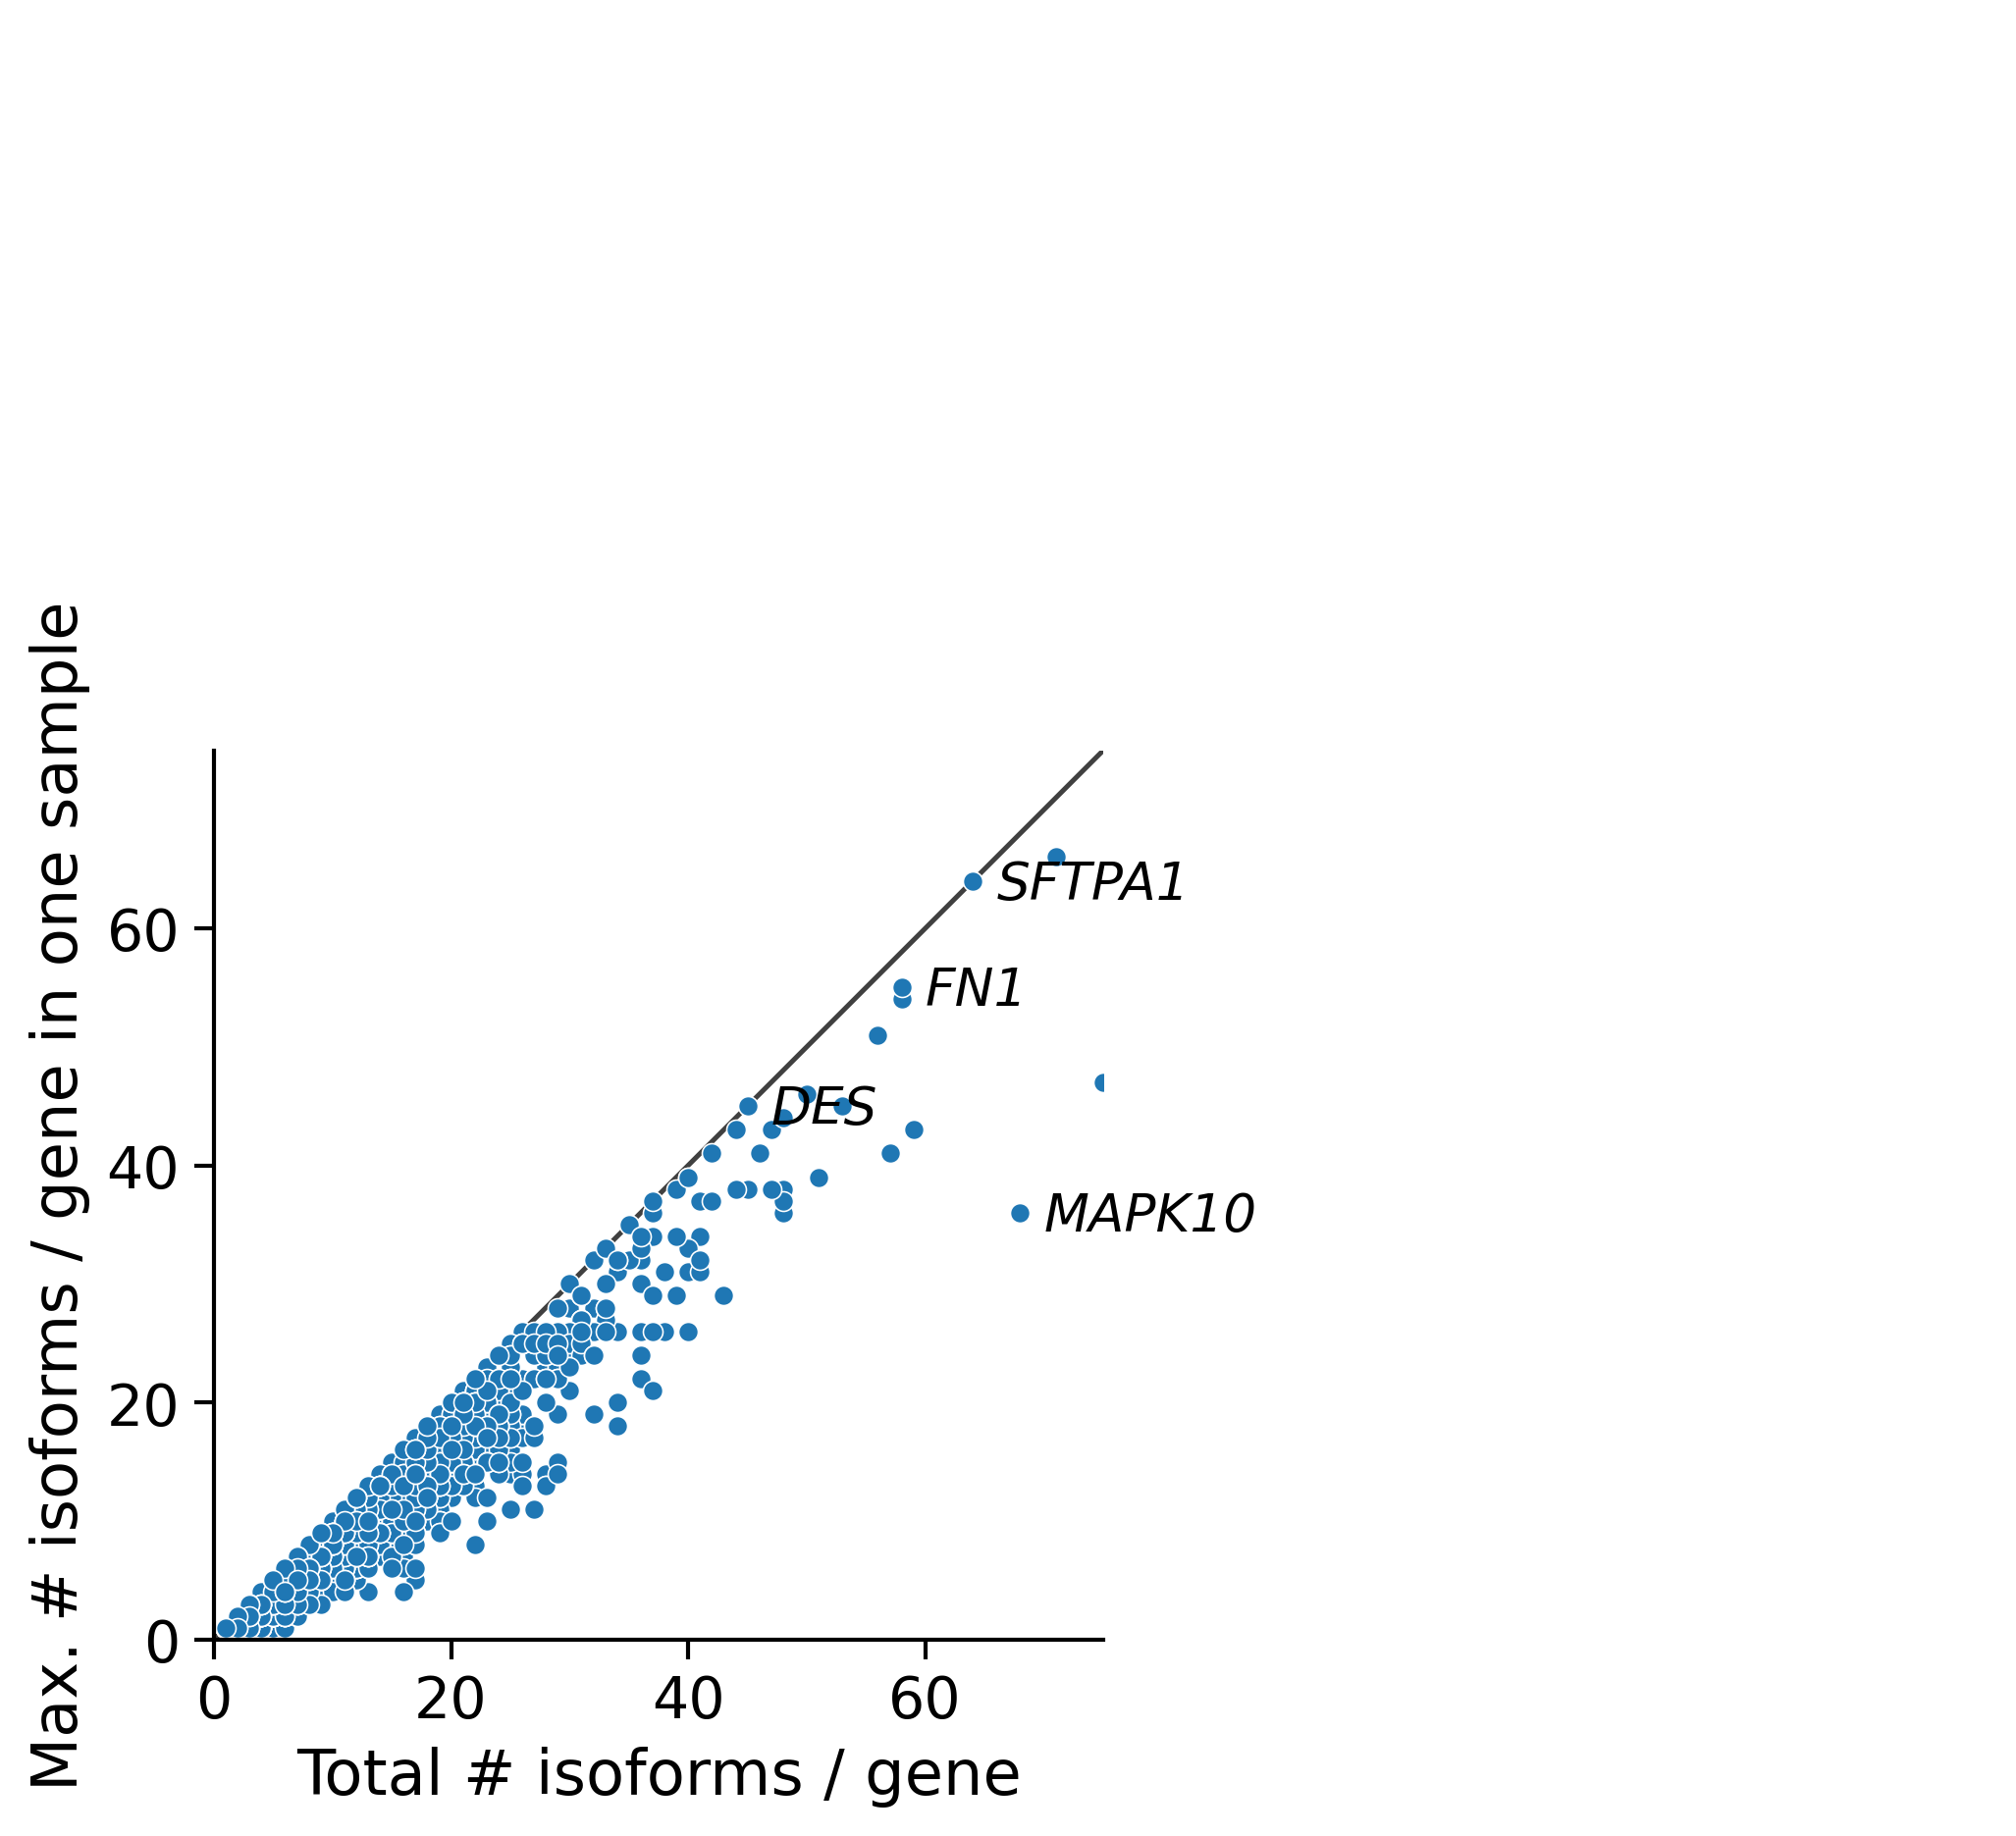 Max. # isoforms / gene in one sample
60
40
20
0
SFTPA1
FN1
DES
MAPK10
0 20 40 60
Total # isoforms / gene